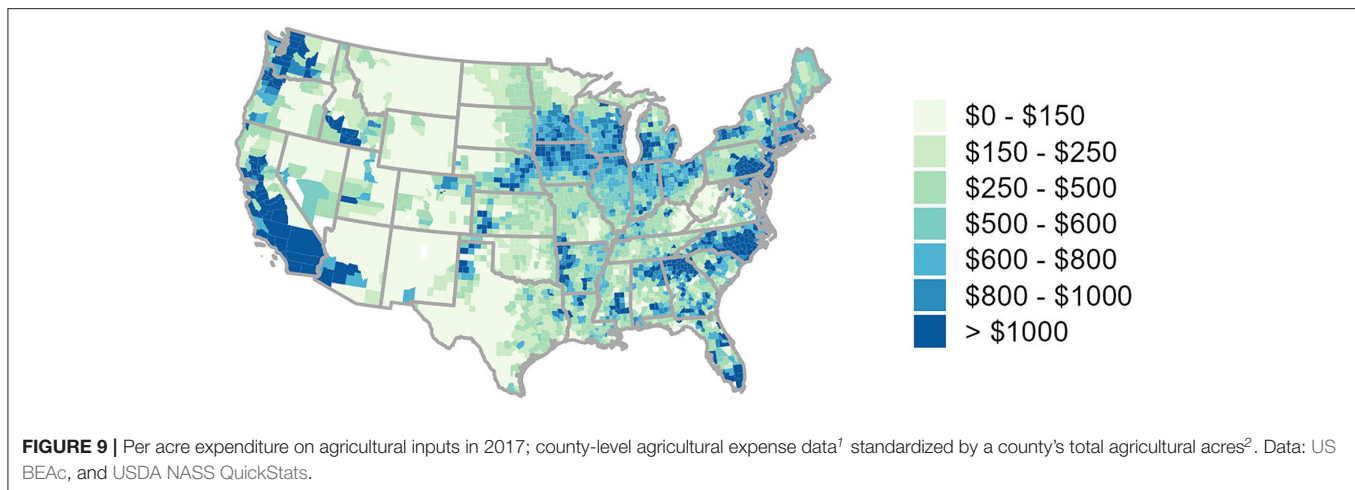 $0 - $150
$150 - $250
$250 - $500
$500 - $600
$600 - $800
$800 - $1000
> $1000
FIGURE 9 | Per acre expenditure on agricultural inputs in 2017; county-level agricultural expense data¹ standardized by a county's total agricultural acres². Data: US
BEAc, and USDA NASS QuickStats.